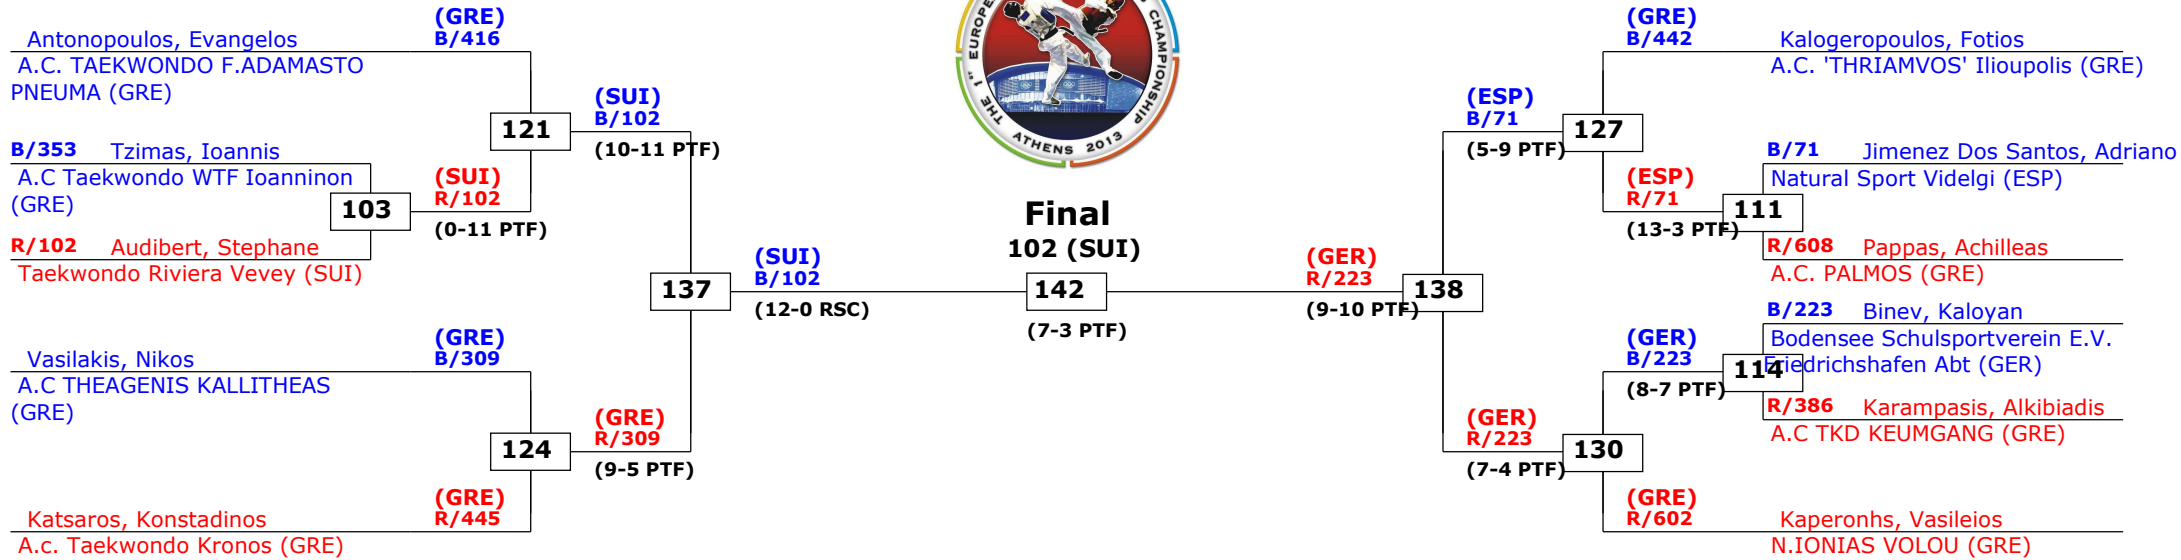 (GRE)
B/416
Antonopoulos, Evangelos
A.C. TAEKWONDO F.ADAMASTO
PNEUMA (GRE)
121
(SUI)
B/102
(10-11 PTF)
B/353 Tzimas, Ioannis
A.C Taekwondo WTF Ioanninon
(GRE)
103
(SUI)
R/102
(0-11 PTF)
R/102 Audibert, Stephane
Taekwondo Riviera Vevey (SUI)
137
(SUI)
B/102
(12-0 RSC)
(GRE)
B/309
Vasilakis, Nikos
A.C THEAGENIS KALLITHEAS
(GRE)
124
(GRE)
R/309
(9-5 PTF)
(GRE)
R/445
Katsaros, Konstadinos
A.c. Taekwondo Kronos (GRE)
THE 1st EUROPE
CHAMPIONSHIP
ATHENS 2013
Final
102 (SUI)
142
(7-3 PTF)
(GRE)
B/442
Kalogeropoulos, Fotios
A.C. 'THRIAMVOS' Ilioupolis (GRE)
(ESP)
B/71
(5-9 PTF)
127
B/71 Jimenez Dos Santos, Adriano
Natural Sport Videlgi (ESP)
(ESP)
R/71
(13-3 PTF)
111
R/608 Pappas, Achilleas
A.C. PALMOS (GRE)
(GER)
R/223
(9-10 PTF)
138
B/223 Binev, Kaloyan
Bodensee Schulsportverein E.V.
Friedrichshafen Abt (GER)
(GER)
B/223
(8-7 PTF)
114
R/386 Karampasis, Alkibiadis
A.C TKD KEUMGANG (GRE)
(GER)
R/223
(7-4 PTF)
130
(GRE)
R/602
Kaperonhs, Vasileios
N.IONIAS VOLOU (GRE)